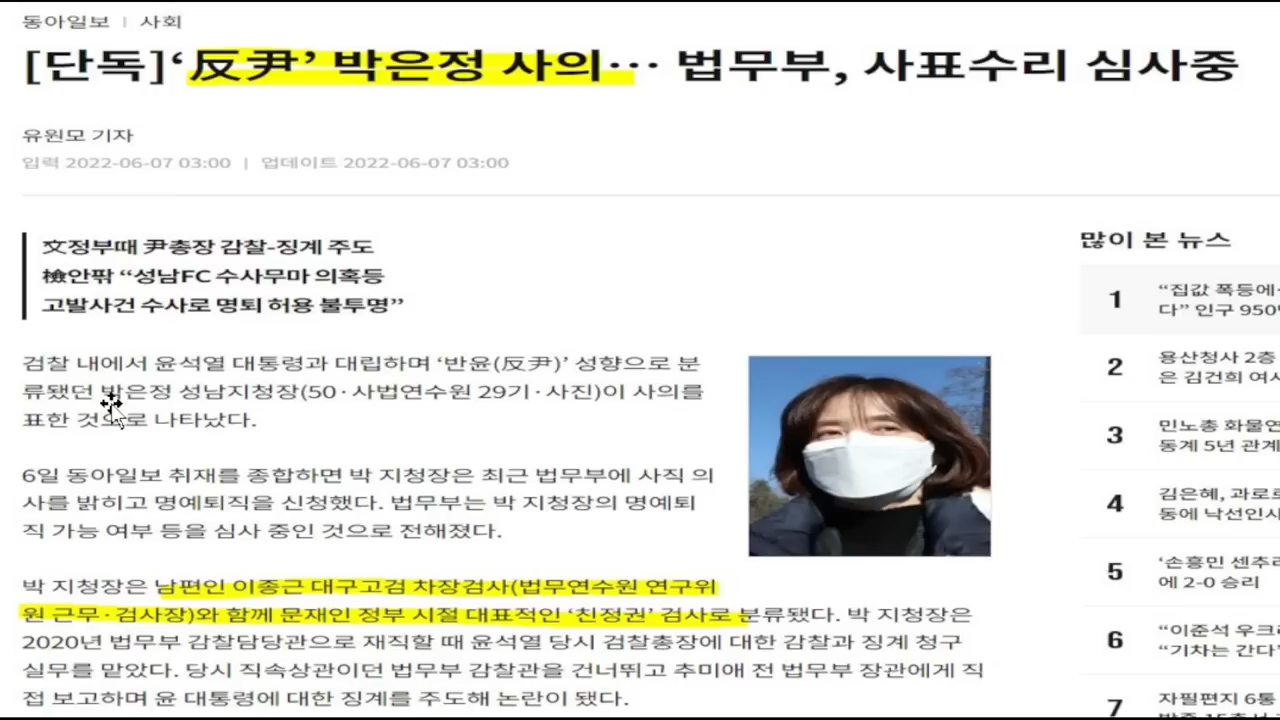 동아일보 | 사회
[단독]‘反尹’ 박은정 사의… 법무부, 사표수리 심사중
유원모 기자
입력 2022-06-07 03:00 | 업데이트 2022-06-07 03:00
文정부때 尹총장 감찰-징계 주도
檢안팎 “성남FC 수사무마 의혹등
고발사건 수사로 명퇴 허용 불투명”
검찰 내에서 윤석열 대통령과 대립하며 ‘반윤(反尹)’ 성향으로 분
류됐던 박은정 성남지청장(50·사법연수원 29기·사진)이 사의를
표한 것으로 나타났다.
6일 동아일보 취재를 종합하면 박 지청장은 최근 법무부에 사직 의
사를 밝히고 명예퇴직을 신청했다. 법무부는 박 지청장의 명예퇴
직 가능 여부 등을 심사 중인 것으로 전해졌다.
박 지청장은 남편인 이종근 대구고검 차장검사(법무연수원 연구위
원 근무·검사장)와 함께 문재인 정부 시절 대표적인 ‘친정권’ 검사로 분류됐다. 박 지청장은
2020년 법무부 감찰담당관으로 재직할 때 윤석열 당시 검찰총장에 대한 감찰과 징계 청구
실무를 맡았다. 당시 직속상관이던 법무부 감찰관을 건너뛰고 추미애 전 법무부 장관에게 직
접 보고하며 윤 대통령에 대한 징계를 주도해 논란이 됐다.
많이 본 뉴스
1 “집값 폭등에
다” 인구 950
2 용산청사 2층
은 김건희 여사
3 민노총 화물연
동계 5년 관계
4 김은혜, 과로로
동에 낙선인사
5 ‘손흥민 센추리
에 2-0 승리
6 “이준석 우크라
“기차는 간다”
7 자필편지 6통